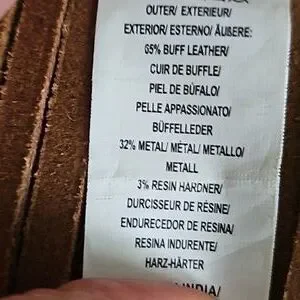 OUTER/ EXTERIEUR/
EXTERIOR/ ESTERNO/ ÄUßERE:
65% BUFF LEATHER/
CUIR DE BUFFLE/
PIEL DE BÚFALO/
PELLE APPASSIONATO/
BÜFFELLEDER
32% METAL/ MÉTAL/ METALLO/
METALL
3% RESIN HARDNER/
DURCISSEUR DE RÉSINE/
ENDURECEDOR DE RESINA/
RESINA INDURENTE/
HARZ-HÄRTER
INDIA/